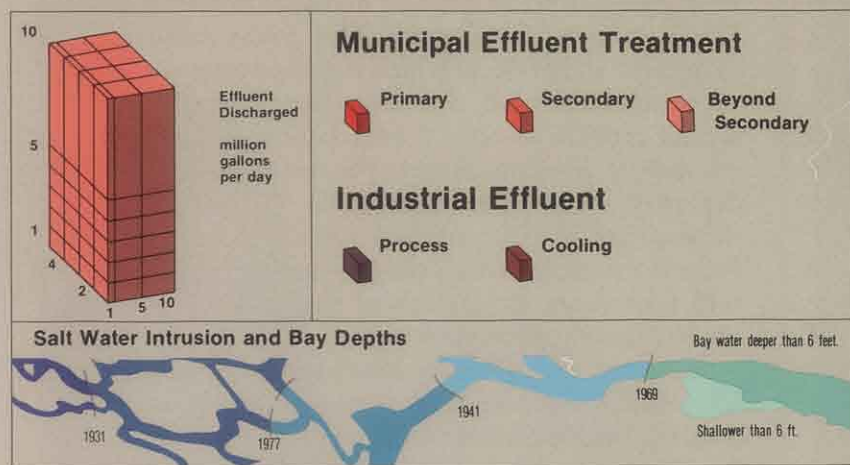 10
5
1
4
2
1
5
10
Effluent
Discharged
million
gallons
per day
Municipal Effluent Treatment
Primary
Secondary
Beyond
Secondary
Industrial Effluent
Process
Cooling
Salt Water Intrusion and Bay Depths
Bay water deeper than 6 feet.
1931
1977
1941
1969
Shallower than 6 ft.